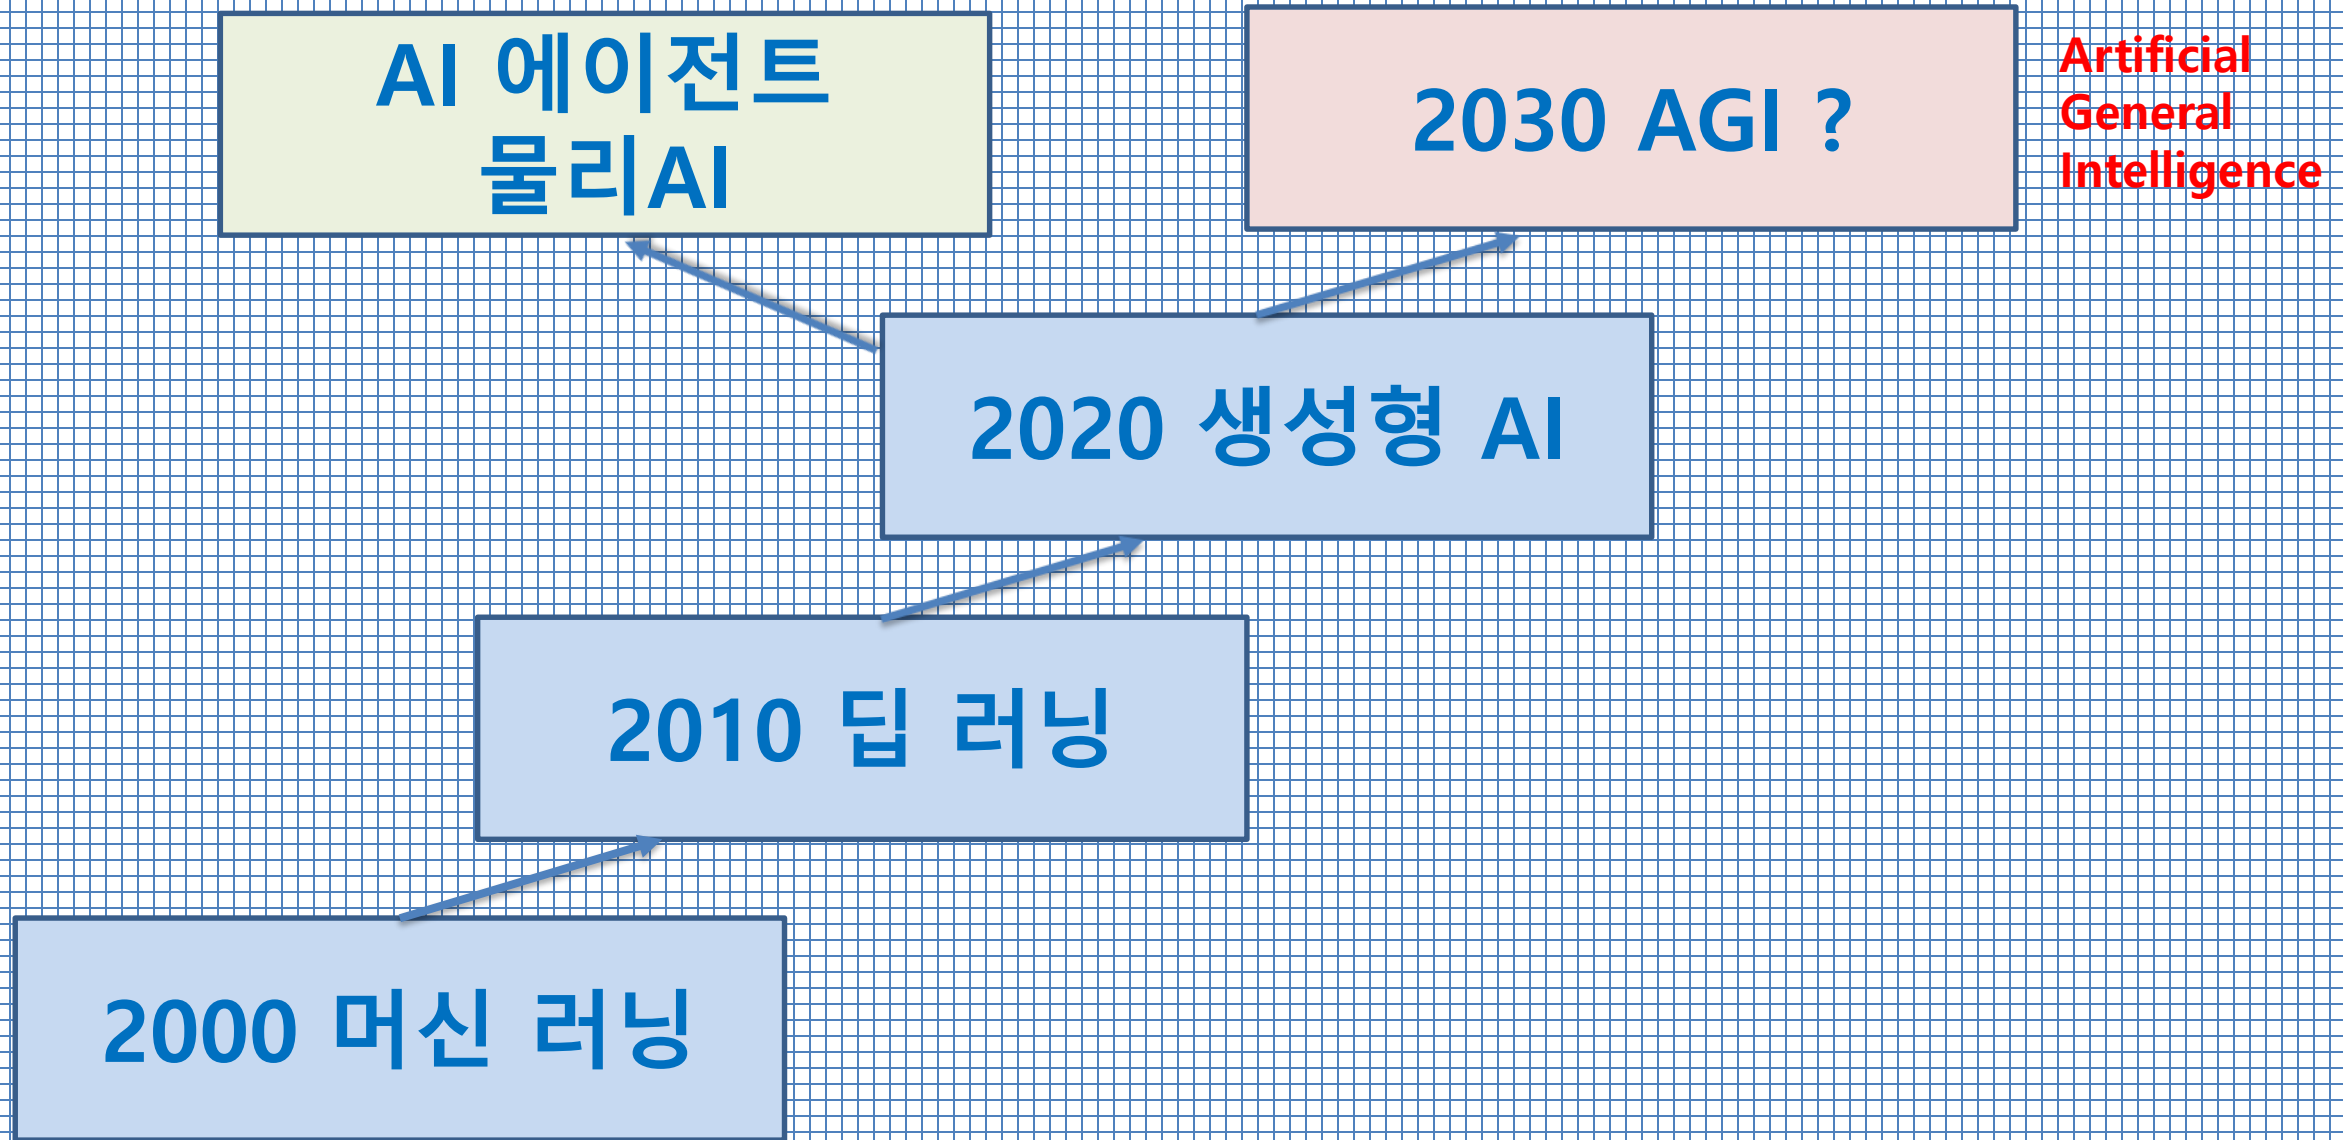 AI 에이전트
물리AI
2030 AGI ?
Artificial
General
Intelligence
2020 생성형 AI
2010 딥 러닝
2000 머신 러닝